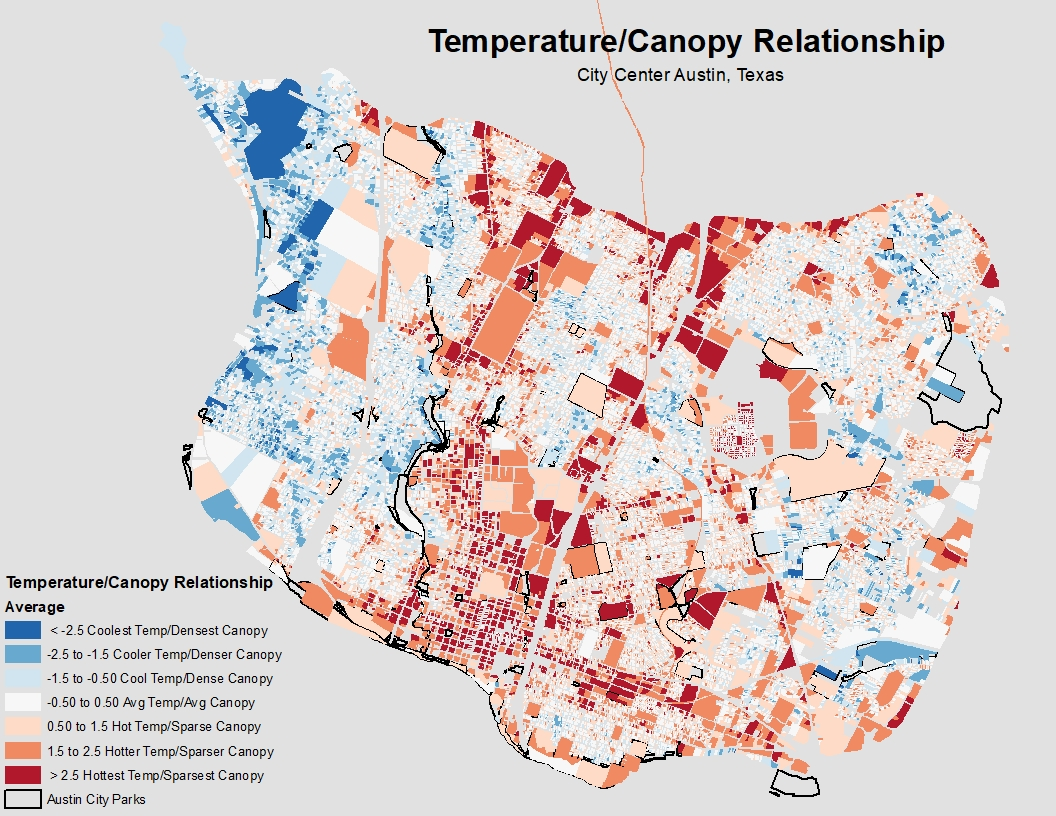 Temperature/Canopy Relationship
City Center Austin, Texas
Temperature/Canopy Relationship
Average
< -2.5 Coolest Temp/Densest Canopy
-2.5 to -1.5 Cooler Temp/Denser Canopy
-1.5 to -0.50 Cool Temp/Dense Canopy
-0.50 to 0.50 Avg Temp/Avg Canopy
0.50 to 1.5 Hot Temp/Sparse Canopy
1.5 to 2.5 Hotter Temp/Sparser Canopy
> 2.5 Hottest Temp/Sparsest Canopy
Austin City Parks